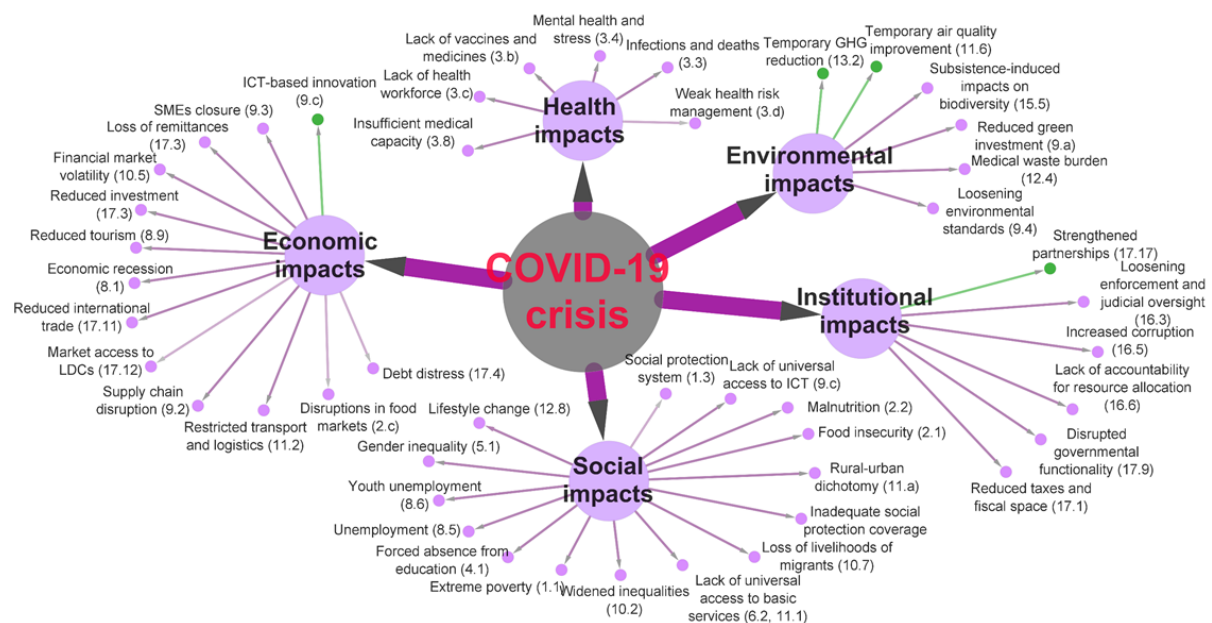 COVID-19
crisis
Health
impacts
Mental health and
stress (3.4)
Lack of vaccines and
medicines (3.b)
Infections and deaths
(3.3)
Lack of health
workforce (3.c)
Weak health risk
management (3.d)
Insufficient medical
capacity (3.8)
Environmental
impacts
Temporary GHG
reduction (13.2)
Temporary air quality
improvement (11.6)
Subsistence-induced
impacts on
biodiversity (15.5)
Reduced green
investment (9.a)
Medical waste burden
(12.4)
Loosening
environmental
standards (9.4)
Institutional
impacts
Strengthened
partnerships (17.17)
Loosening
enforcement and
judicial oversight
(16.3)
Increased corruption
(16.5)
Lack of accountability
for resource allocation
(16.6)
Disrupted
governmental
functionality (17.9)
Reduced taxes and
fiscal space (17.1)
Social
impacts
Social protection
system (1.3)
Lack of universal
access to ICT (9.c)
Malnutrition (2.2)
Food insecurity (2.1)
Rural-urban
dichotomy (11.a)
Inadequate social
protection coverage
Loss of livelihoods of
migrants (10.7)
Lack of universal
access to basic
services (6.2, 11.1)
Widened inequalities
(10.2)
Extreme poverty (1.1)
Forced absence from
education (4.1)
Unemployment (8.5)
Youth unemployment
(8.6)
Gender inequality (5.1)
Lifestyle change (12.8)
Economic
impacts
ICT-based innovation
(9.c)
SMEs closure (9.3)
Loss of remittances
(17.3)
Financial market
volatility (10.5)
Reduced investment
(17.3)
Reduced tourism (8.9)
Economic recession
(8.1)
Reduced international
trade (17.11)
Market access to
LDCs (17.12)
Supply chain
disruption (9.2)
Restricted transport
and logistics (11.2)
Disruptions in food
markets (2.c)
Debt distress (17.4)